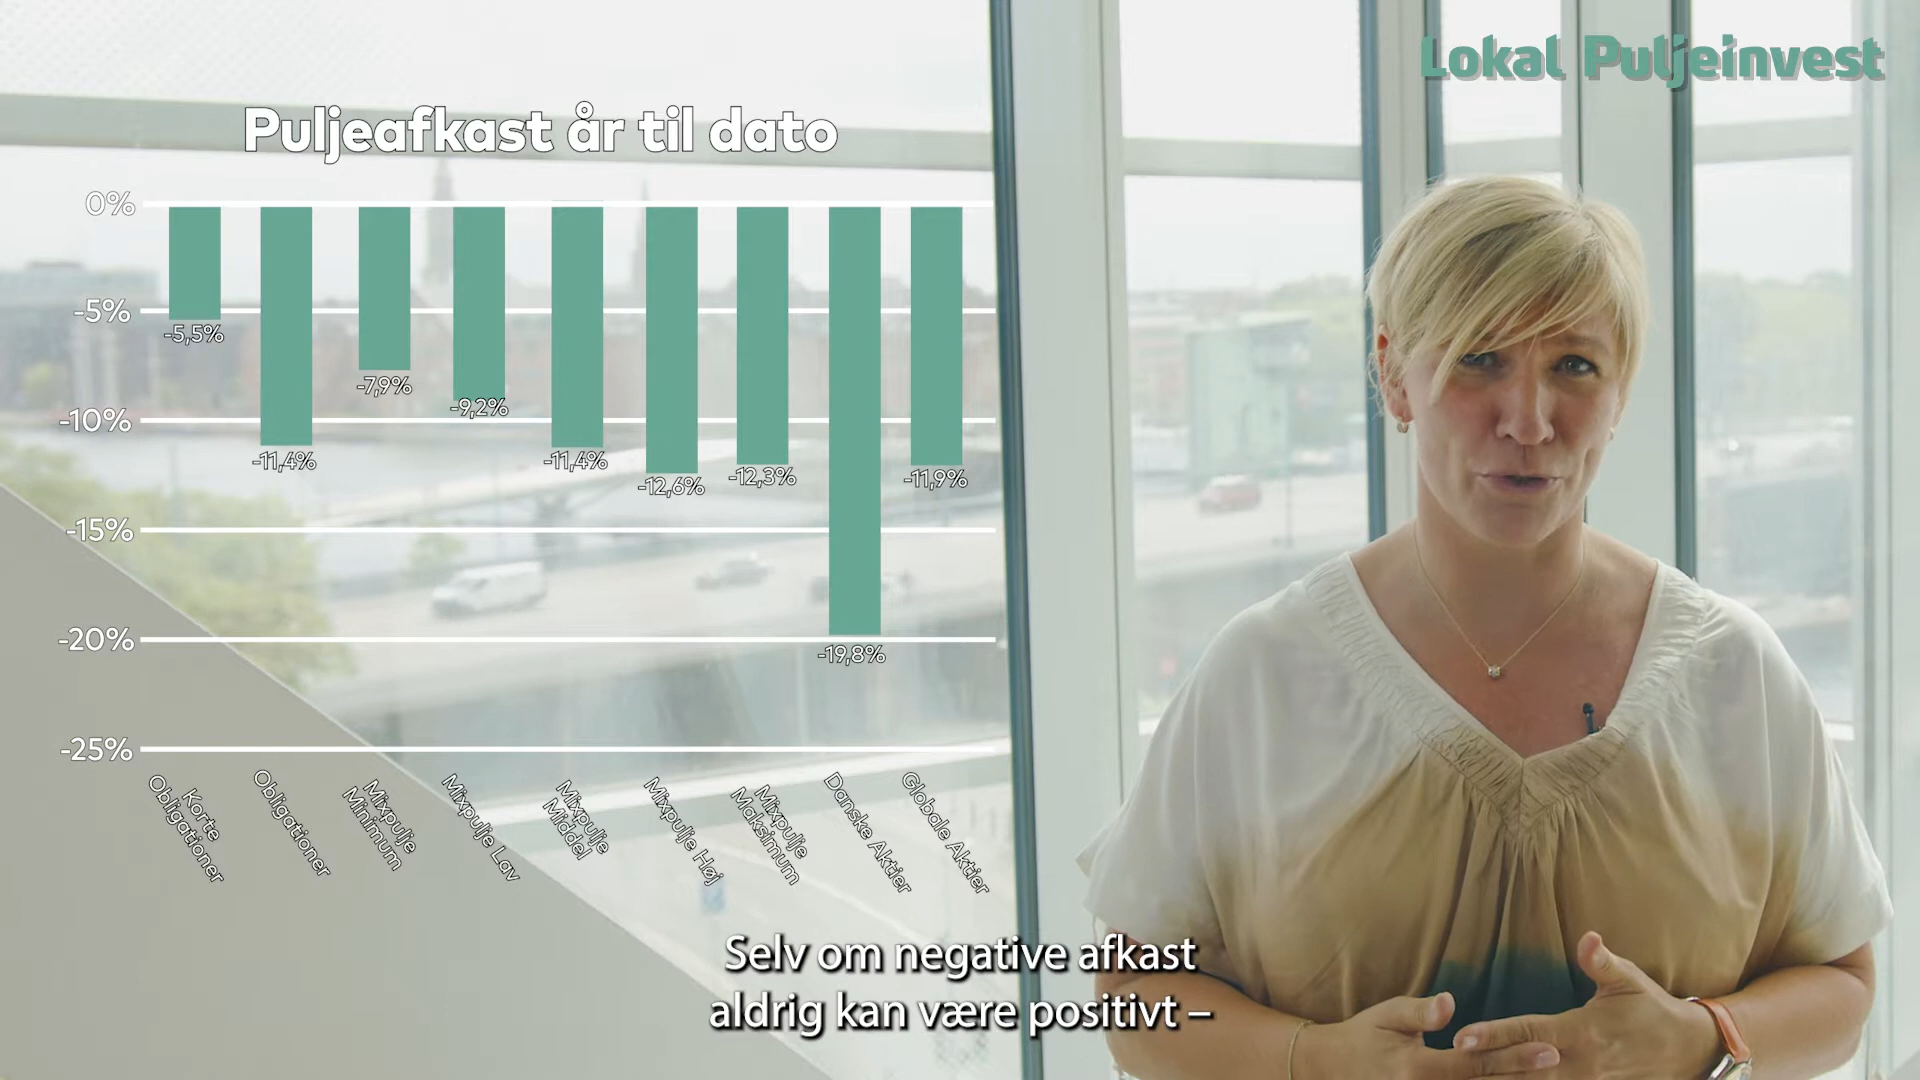 Lokal Puljeinvest
Puljeafkast år til dato
0%
-5%
-10%
-15%
-20%
-25%
-5,5%
-11,4%
-7,9%
-9,2%
-11,4%
-12,6%
-12,3%
-19,8%
-11,9%
Korte
Obligationer
Obligationer
Mixpulje
Minimum
Mixpulje Lav
Mixpulje
Middel
Mixpulje Høj
Mixpulje
Maksimum
Danske Aktier
Globale Aktier
Selv om negative afkast
aldrig kan være positivt –